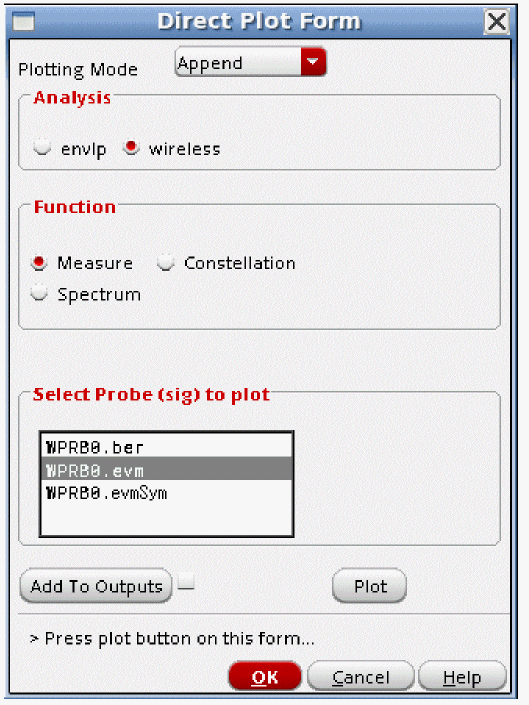 Direct Plot Form
Plotting Mode Append
Analysis
envlp wireless
Function
Measure Constellation
Spectrum
Select Probe (sig) to plot
WPRB0.ber
WPRB0.evm
WPRB0.evmSym
Add To Outputs Plot
> Press plot button on this form...
OK Cancel Help